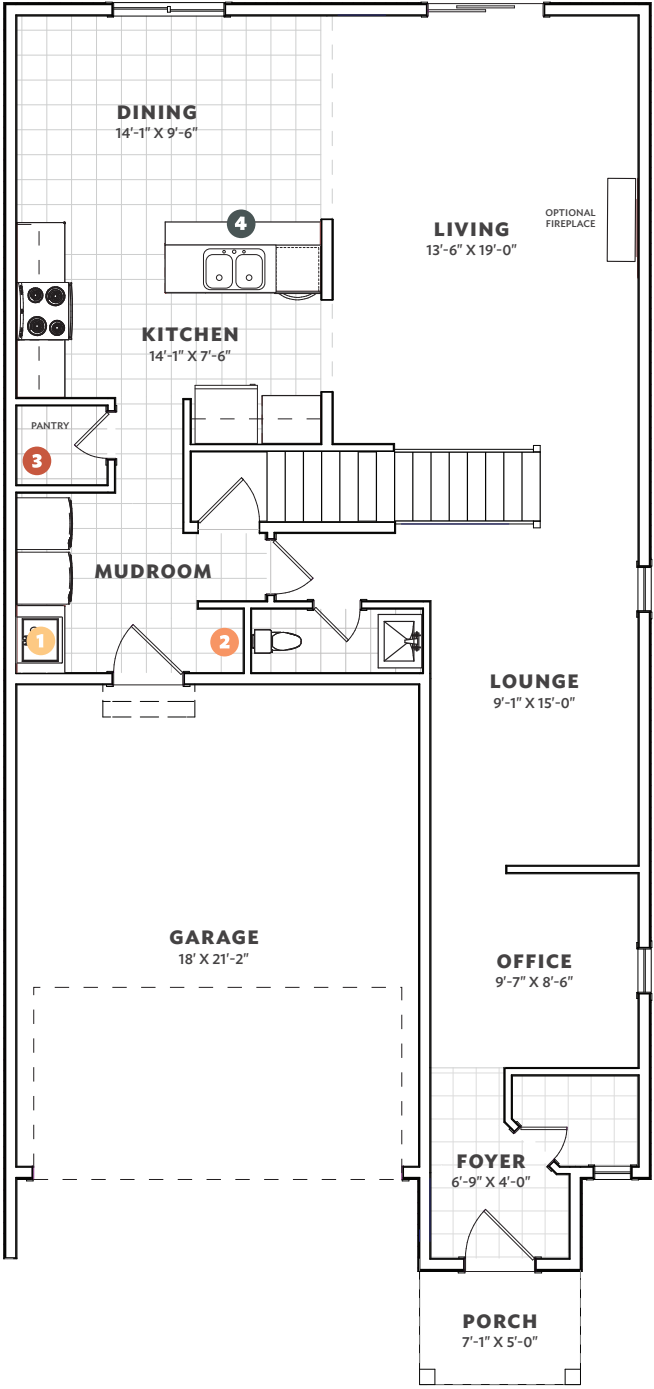 DINING
14'-1" X 9'-6"
4
LIVING
13'-6" X 19'-0"
OPTIONAL
FIREPLACE
KITCHEN
14'-1" X 7'-6"
PANTRY
3
MUDROOM
1
2
LOUNGE
9'-1" X 15'-0"
GARAGE
18' X 21'-2"
OFFICE
9'-7" X 8'-6"
FOYER
6'-9" X 4'-0"
PORCH
7'-1" X 5'-0"